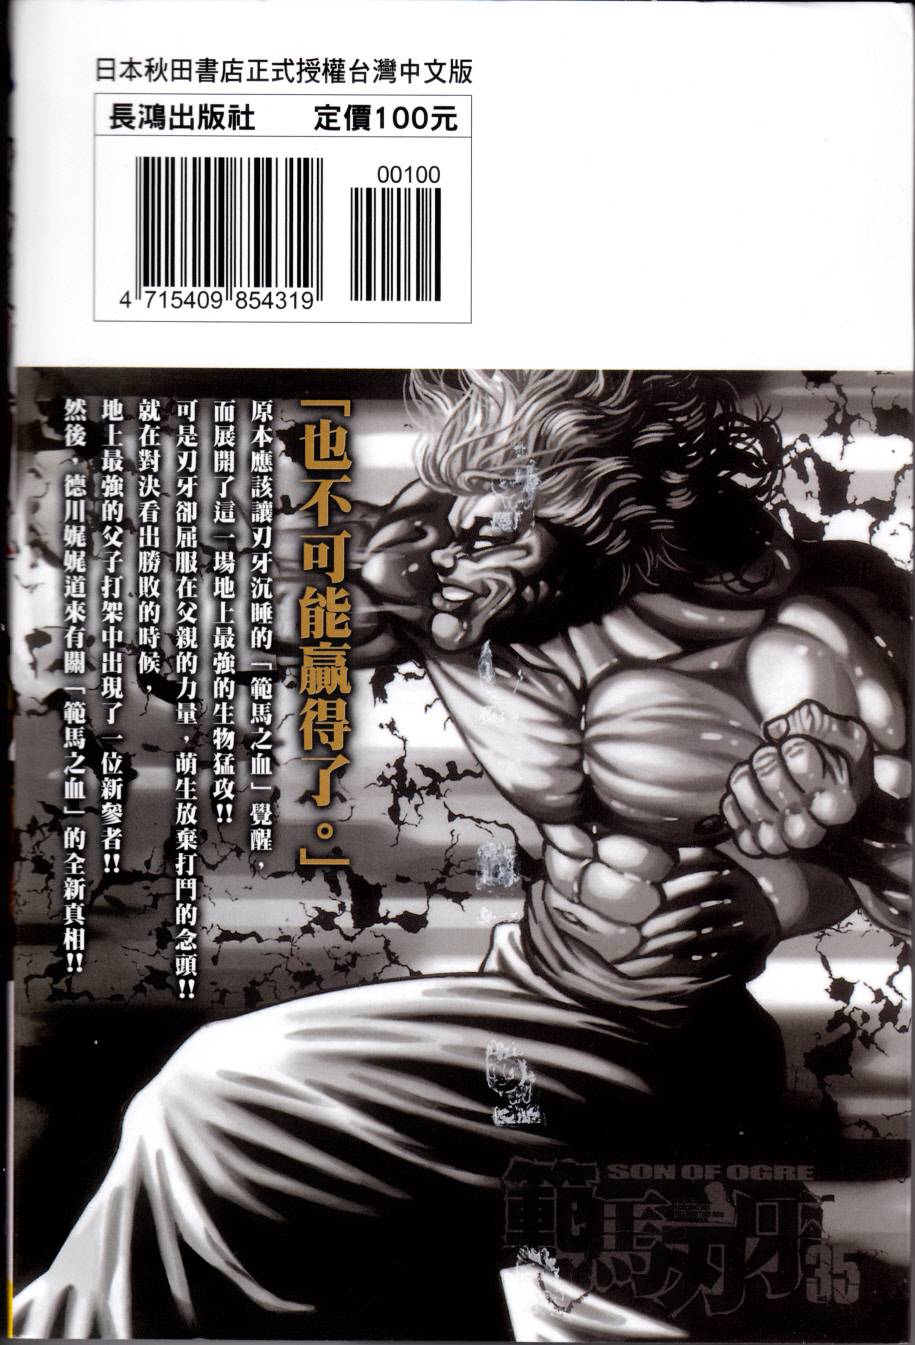 日本秋田書店正式授權台灣中文版
長鴻出版社 定價100元
00100
4 715409 854319
「也不可能贏得了。」
原本應該讓刃牙沉睡的「範馬之血」覺醒，
而展開了這一場地上最強的生物猛攻!!
可是刃牙卻屈服在父親的力量，萌生放棄打鬥的念頭!!
就在對決看出勝敗的時候，
地上最強的父子打架中出現了一位新參者!!
然後，德川娓娓道來有關「範馬之血」的全新真相!!
SON OF OGRE
範馬刃牙
35